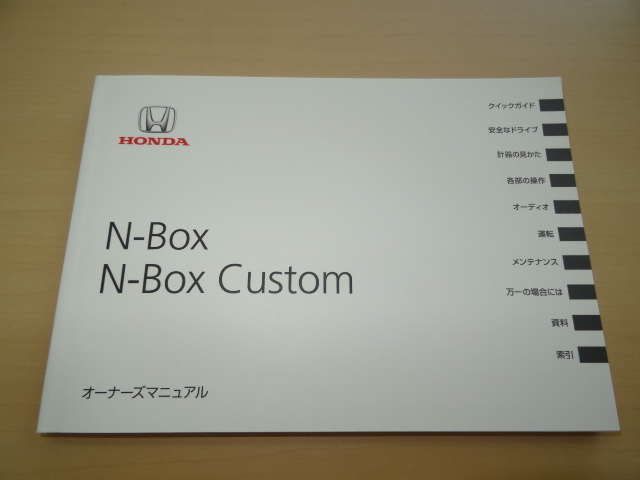 HONDA
N-Box
N-Box Custom
オーナーズマニュアル
クイックガイド
安全なドライブ
計器の見かた
各部の操作
オーディオ
運転
メンテナンス
万一の場合には
資料
索引